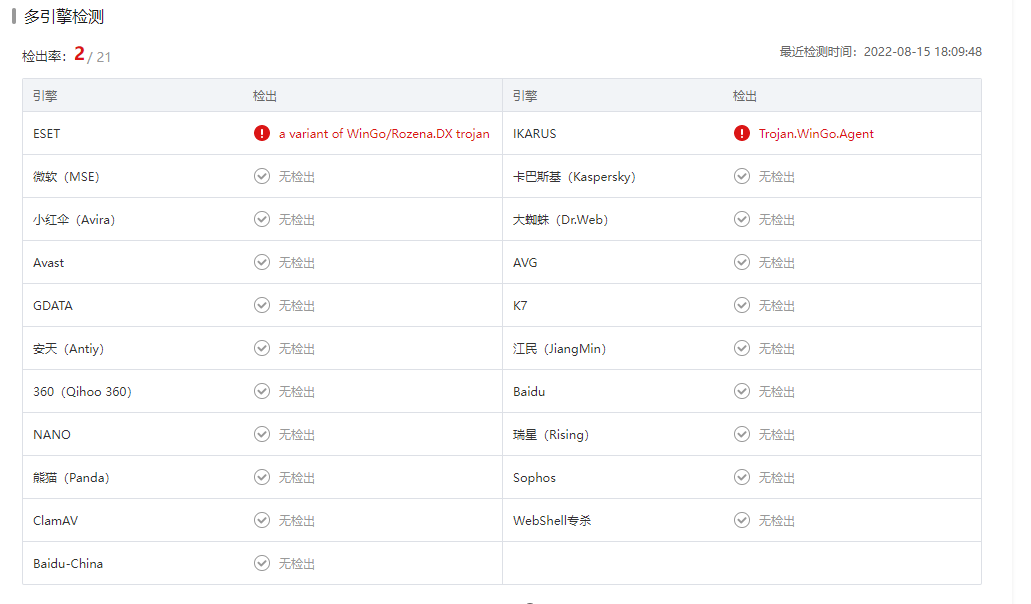 多引擎检测
检出率：2 / 21 最近检测时间：2022-08-15 18:09:48
引擎 检出 引擎 检出
ESET a variant of WinGo/Rozena.DX trojan IKARUS Trojan.WinGo.Agent
微软（MSE） 无检出 卡巴斯基（Kaspersky） 无检出
小红伞（Avira） 无检出 大蜘蛛（Dr.Web） 无检出
Avast 无检出 AVG 无检出
GDATA 无检出 K7 无检出
安天（Antiy） 无检出 江民（JiangMin） 无检出
360（Qihoo 360） 无检出 Baidu 无检出
NANO 无检出 瑞星（Rising） 无检出
熊猫（Panda） 无检出 Sophos 无检出
ClamAV 无检出 WebShell专杀 无检出
Baidu-China 无检出